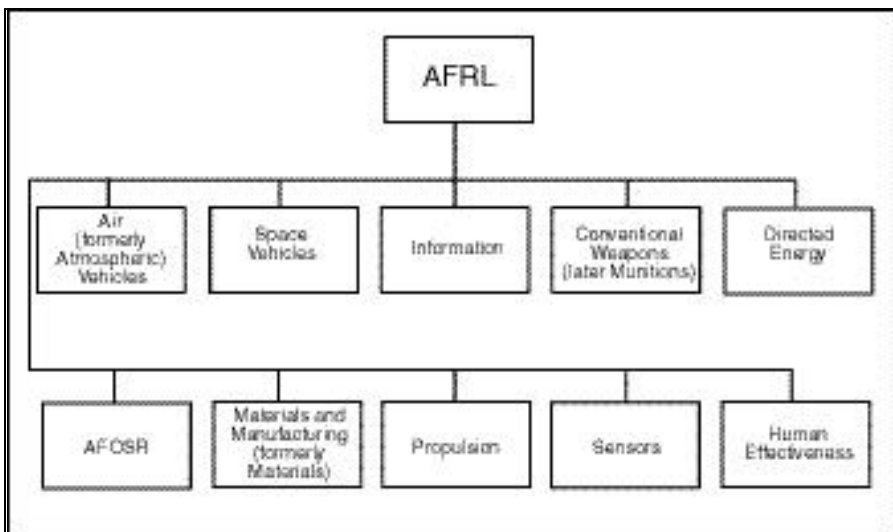 AFRL
Air
(formerly
Atmospheric)
Vehicles
Space
Vehicles
Information
Conventional
Weapons
(later Munitions)
Directed
Energy
AFOSR
Materials and
Manufacturing
(formerly
Materials)
Propulsion
Sensors
Human
Effectiveness